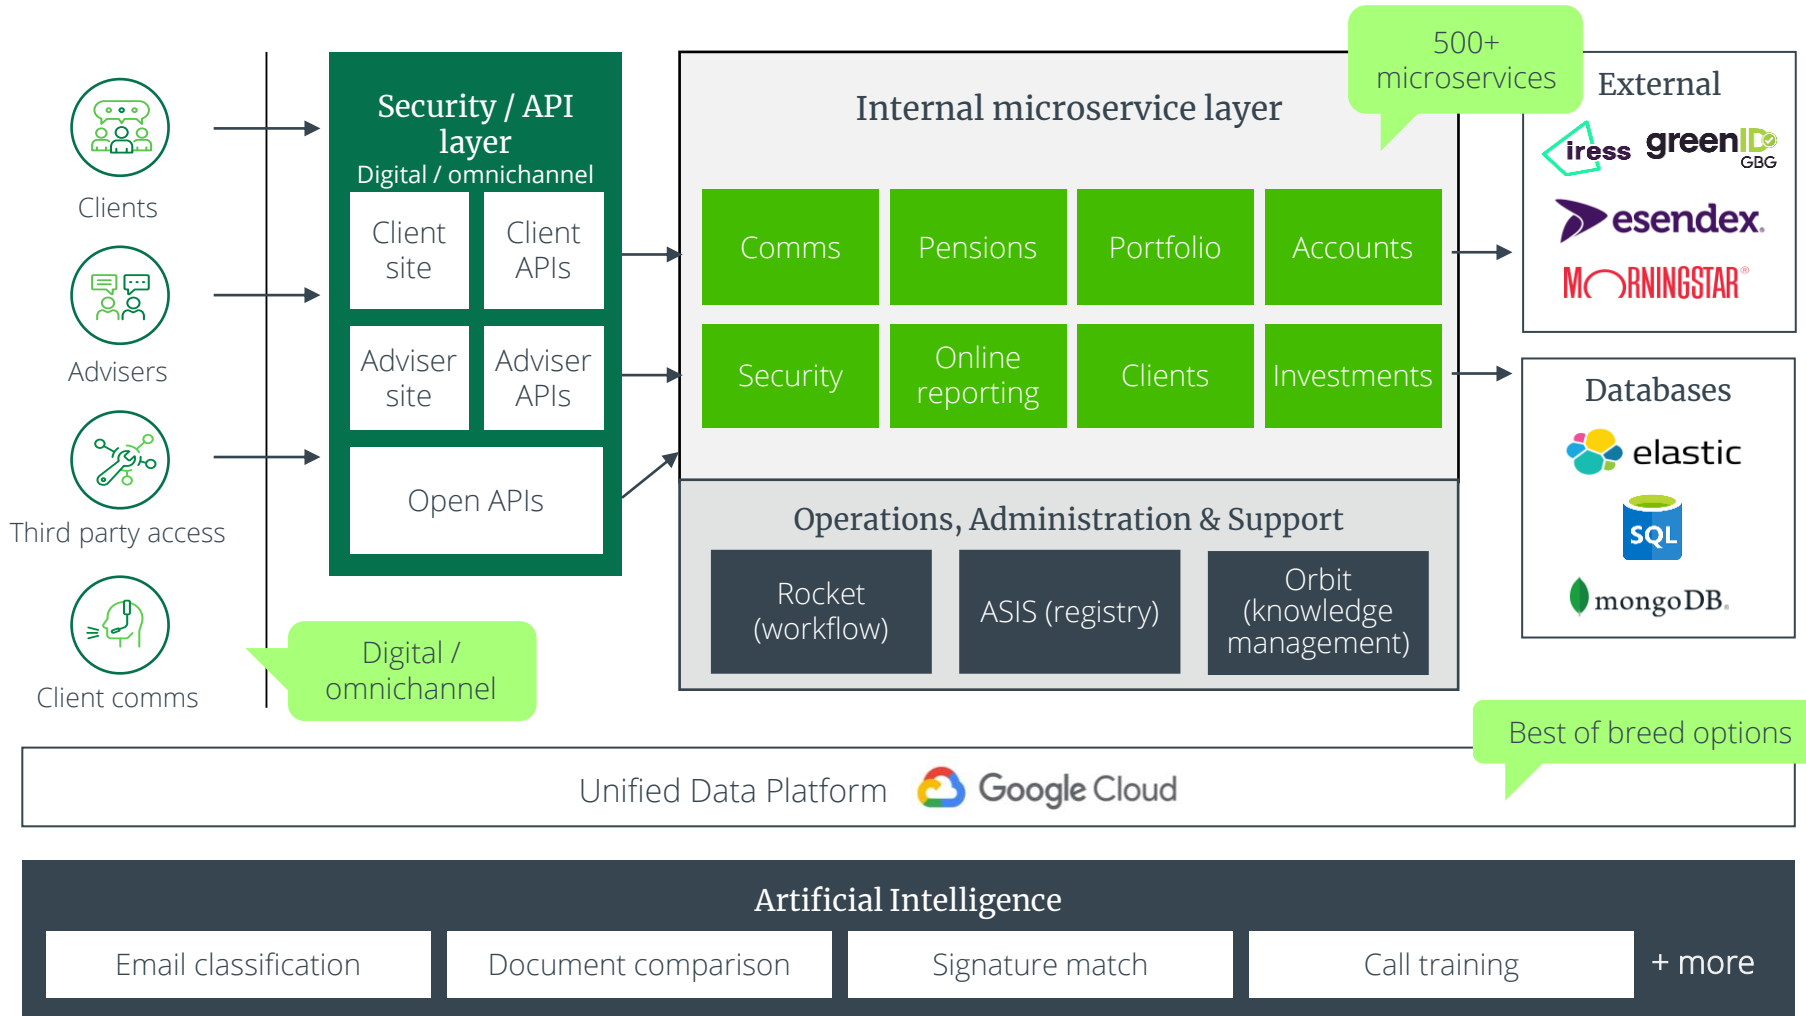 Clients
Advisers
Third party access
Client comms
Digital /
omnichannel
Security / API
layer
Digital / omnichannel
Client
site
Client
APIs
Adviser
site
Adviser
APIs
Open APIs
Internal microservice layer
500+
microservices
Comms
Pensions
Portfolio
Accounts
Security
Online
reporting
Clients
Investments
Operations, Administration & Support
Rocket
(workflow)
ASIS (registry)
Orbit
(knowledge
management)
External
iress
greenID
GBG
esendex.
MORNINGSTAR®
Databases
elastic
SQL
mongoDB.
Best of breed options
Unified Data Platform
Google Cloud
Artificial Intelligence
Email classification
Document comparison
Signature match
Call training
+ more